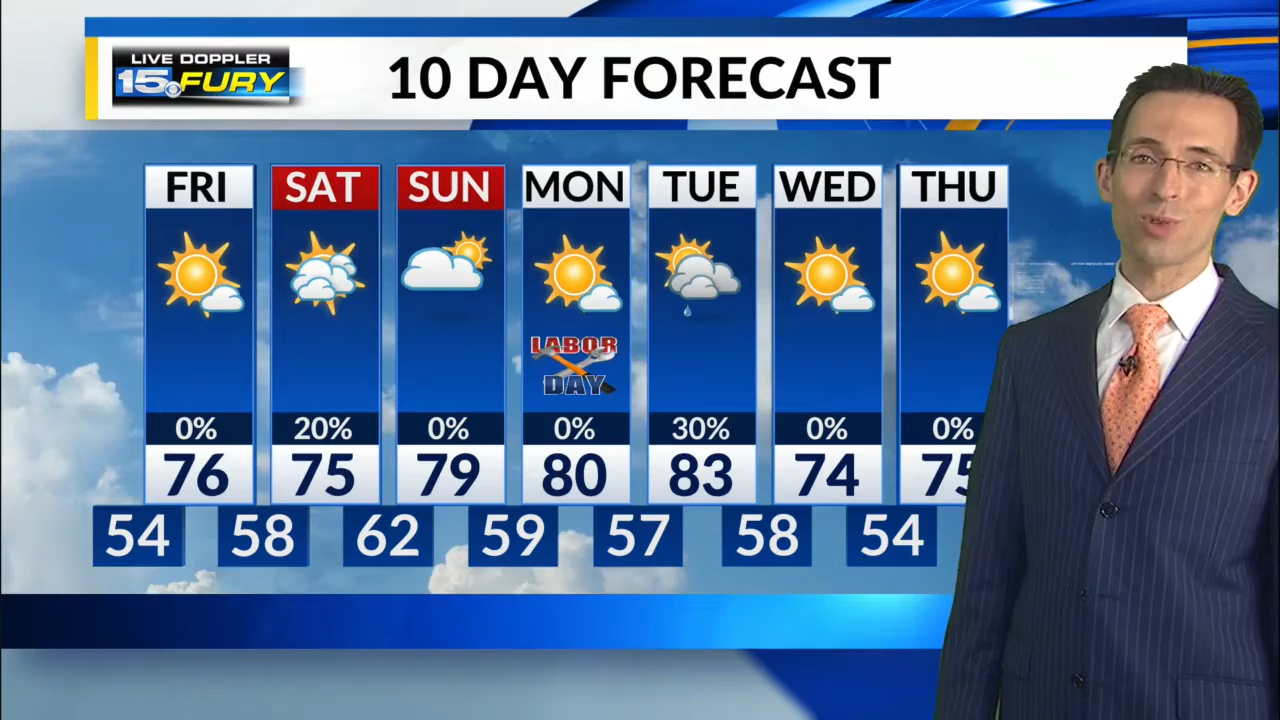 LIVE DOPPLER
15 FURY
10 DAY FORECAST
FRI SAT SUN MON TUE WED THU
LABOR
DAY
0% 20% 0% 0% 30% 0% 0%
76 75 79 80 83 74 75
54 58 62 59 57 58 54